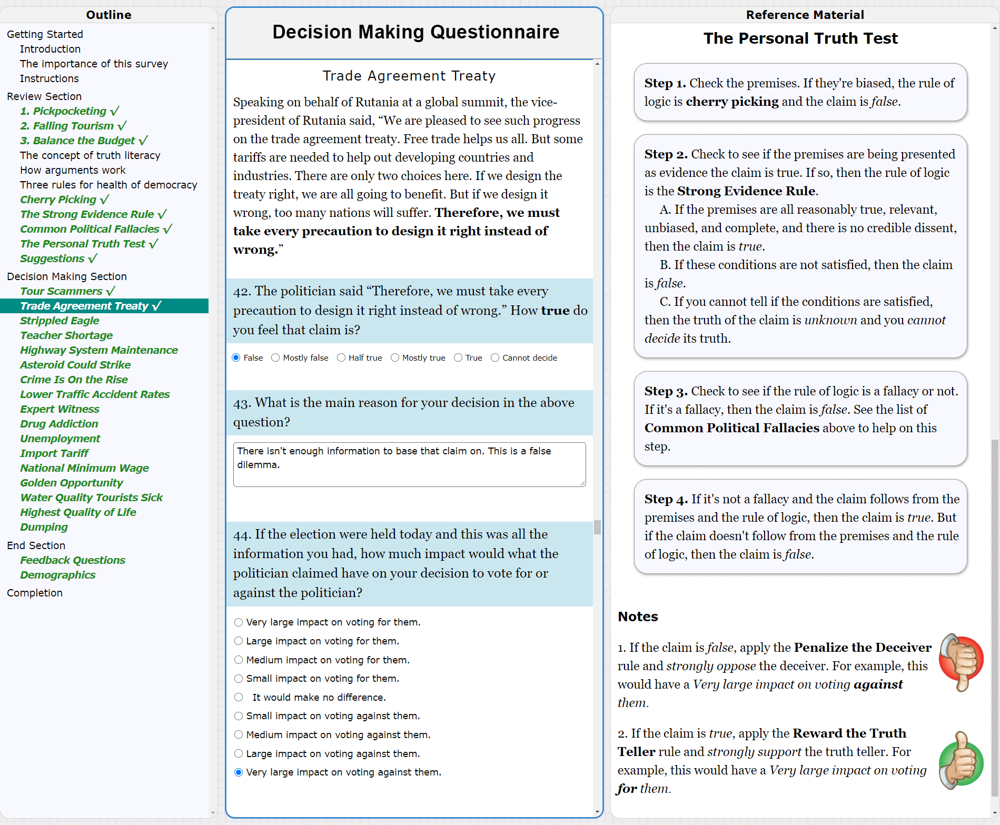 Outline
Getting Started
Introduction
The importance of this survey
Instructions
Review Section
1. Pickpocketing √
2. Falling Tourism √
3. Balance the Budget √
The concept of truth literacy
How arguments work
Three rules for health of democracy
Cherry Picking √
The Strong Evidence Rule √
Common Political Fallacies √
The Personal Truth Test √
Suggestions √
Decision Making Section
Tour Scammers √
Trade Agreement Treaty √
Strippled Eagle
Teacher Shortage
Highway System Maintenance
Asteroid Could Strike
Crime Is On the Rise
Lower Traffic Accident Rates
Expert Witness
Drug Addiction
Unemployment
Import Tariff
National Minimum Wage
Golden Opportunity
Water Quality Tourists Sick
Highest Quality of Life
Dumping
End Section
Feedback Questions
Demographics
Completion
Decision Making Questionnaire
Trade Agreement Treaty
Speaking on behalf of Rutania at a global summit, the vice-
president of Rutania said, “We are pleased to see such progress
on the trade agreement treaty. Free trade helps us all. But some
tariffs are needed to help out developing countries and
industries. There are only two choices here. If we design the
treaty right, we are all going to benefit. But if we design it
wrong, too many nations will suffer. Therefore, we must
take every precaution to design it right instead of
wrong.”
42. The politician said “Therefore, we must take every
precaution to design it right instead of wrong.” How true do
you feel that claim is?
False Mostly false Half true Mostly true True Cannot decide
43. What is the main reason for your decision in the above
question?
There isn't enough information to base that claim on. This is a false
dilemma.
44. If the election were held today and this was all the
information you had, how much impact would what the
politician claimed have on your decision to vote for or
against the politician?
Very large impact on voting for them.
Large impact on voting for them.
Medium impact on voting for them.
Small impact on voting for them.
It would make no difference.
Small impact on voting against them.
Medium impact on voting against them.
Large impact on voting against them.
Very large impact on voting against them.
Reference Material
The Personal Truth Test
Step 1. Check the premises. If they're biased, the rule of
logic is cherry picking and the claim is false.
Step 2. Check to see if the premises are being presented
as evidence the claim is true. If so, then the rule of logic
is the Strong Evidence Rule.
A. If the premises are all reasonably true, relevant,
unbiased, and complete, and there is no credible dissent,
then the claim is true.
B. If these conditions are not satisfied, then the claim
is false.
C. If you cannot tell if the conditions are satisfied,
then the truth of the claim is unknown and you cannot
decide its truth.
Step 3. Check to see if the rule of logic is a fallacy or not.
If it's a fallacy, then the claim is false. See the list of
Common Political Fallacies above to help on this
step.
Step 4. If it's not a fallacy and the claim follows from the
premises and the rule of logic, then the claim is true. But
if the claim doesn't follow from the premises and the rule
of logic, then the claim is false.
Notes
1. If the claim is false, apply the Penalize the Deceiver
rule and strongly oppose the deceiver. For example, this
would have a Very large impact on voting against
them.
2. If the claim is true, apply the Reward the Truth
Teller rule and strongly support the truth teller. For
example, this would have a Very large impact on voting
for them.